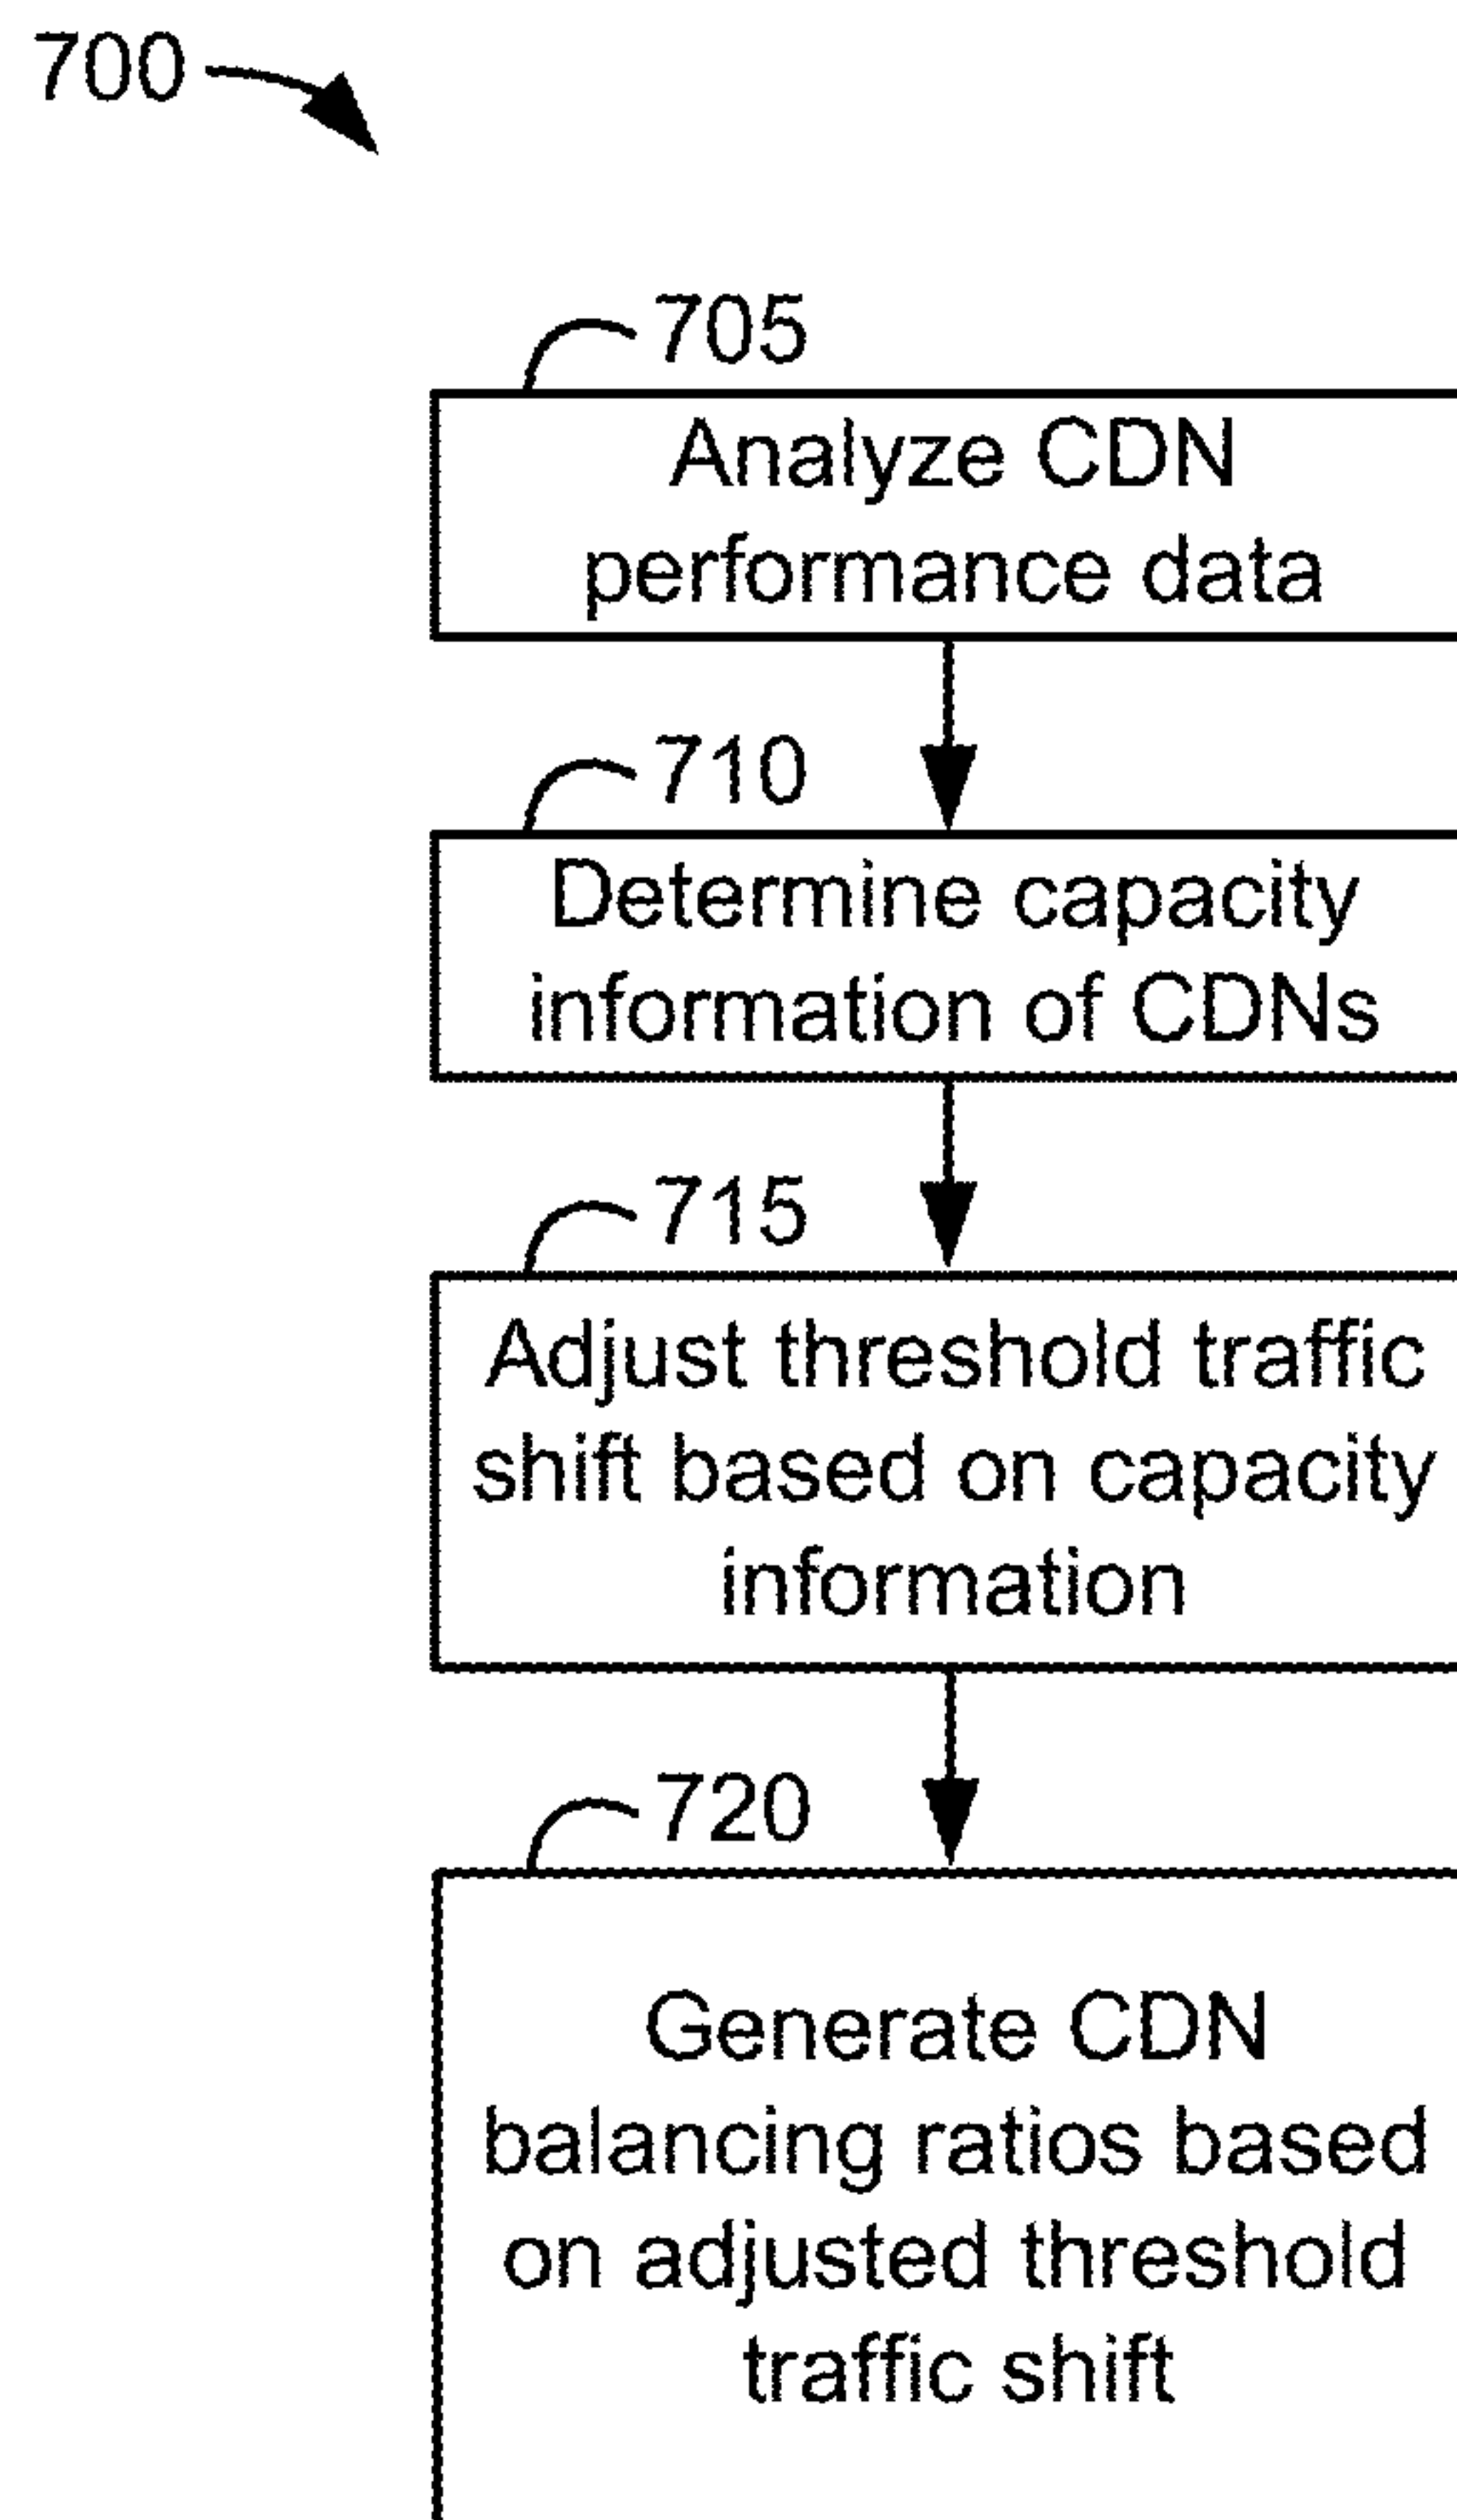 700
705
Analyze CDN
performance data
710
Determine capacity
information of CDNs
715
Adjust threshold traffic
shift based on capacity
information
720
Generate CDN
balancing ratios based
on adjusted threshold
traffic shift